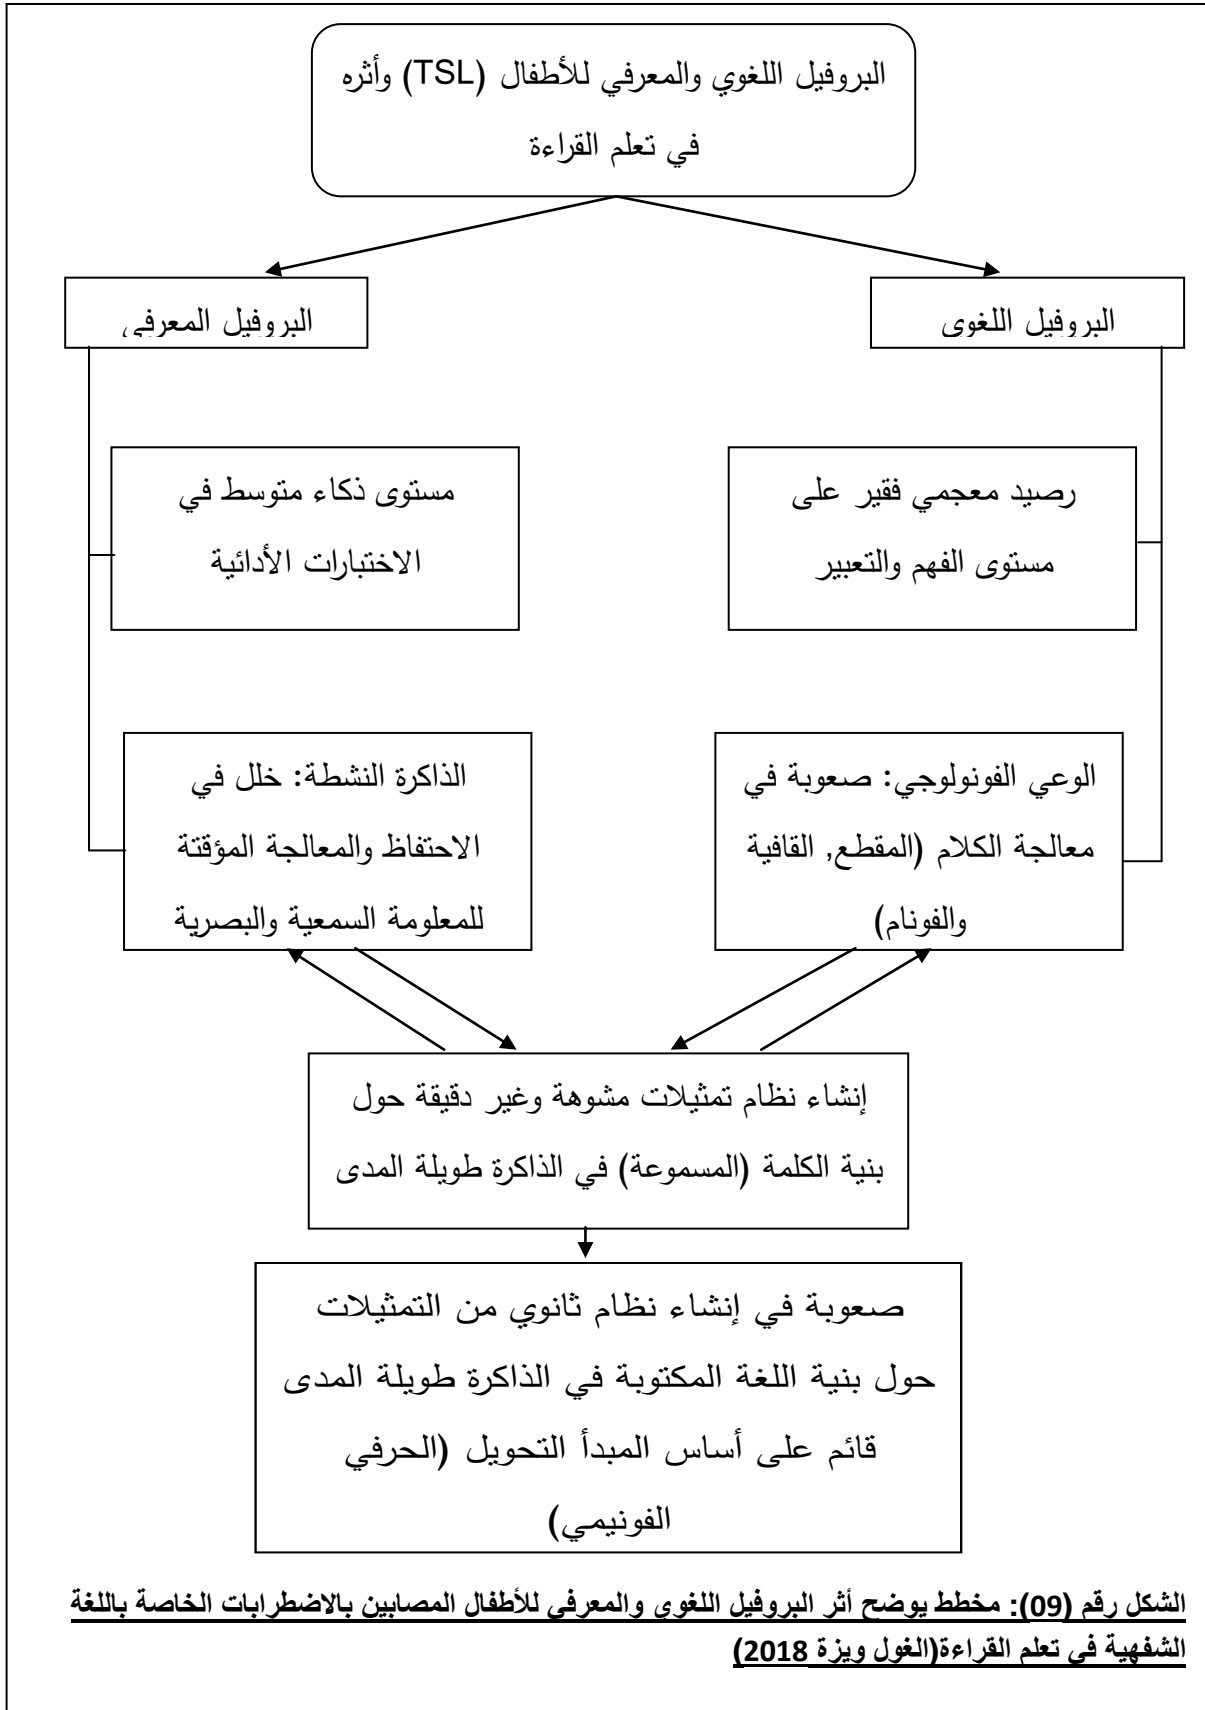 البروفيل اللغوي والمعرفي للأطفال (TSL) وأثره
في تعلم القراءة
البروفيل اللغوي
البروفيل المعرفي
رصيد معجمي فقير على
مستوى الفهم والتعبير
مستوى ذكاء متوسط في
الاختبارات الأدائية
الوعي الفونولوجي: صعوبة في
معالجة الكلام (المقطع, القافية
والفونام)
الذاكرة النشطة: خلل في
الاحتفاظ والمعالجة المؤقتة
للمعلومة السمعية والبصرية
إنشاء نظام تمثيلات مشوهة وغير دقيقة حول
بنية الكلمة (المسموعة) في الذاكرة طويلة المدى
صعوبة في إنشاء نظام ثانوي من التمثيلات
حول بنية اللغة المكتوبة في الذاكرة طويلة المدى
قائم على أساس المبدأ التحويل (الحرفي
الفونيمي)
الشكل رقم (09): مخطط يوضح أثر البروفيل اللغوي والمعرفي للأطفال المصابين بالاضطرابات الخاصة باللغة
الشفهية في تعلم القراءة(الغول ويزة 2018)